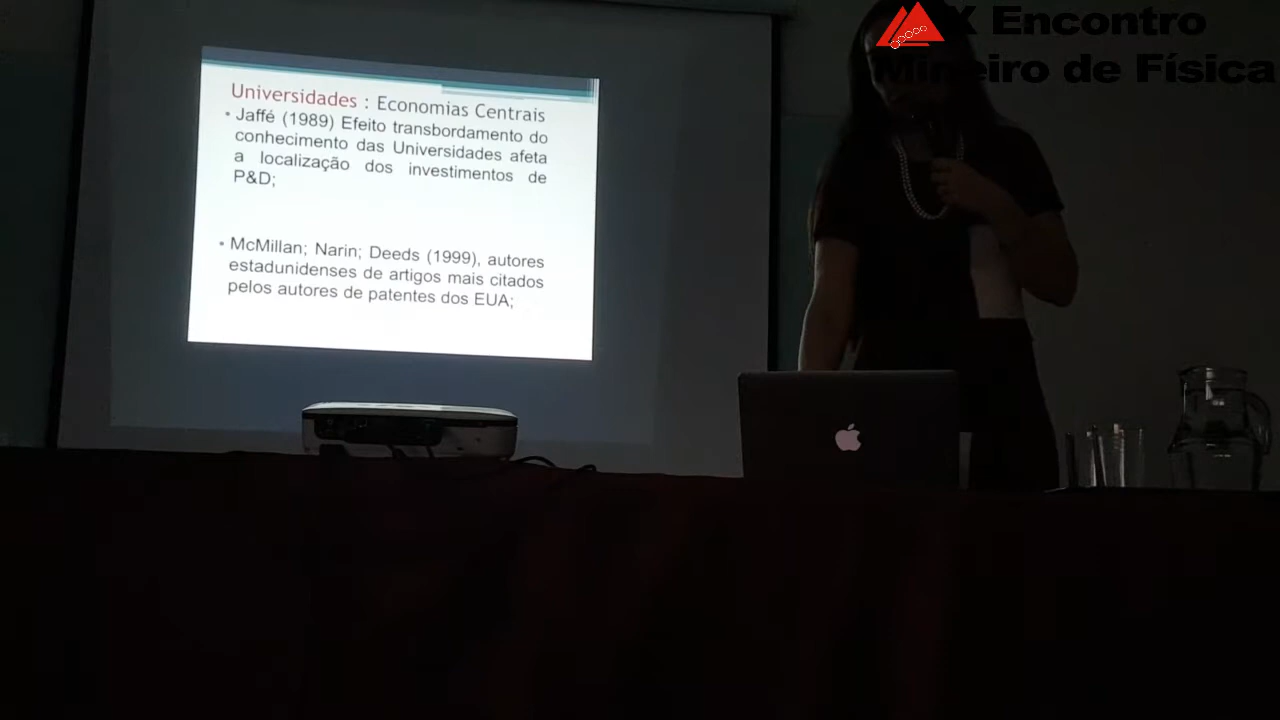 X Encontro
Mineiro de Física
Universidades : Economias Centrais
• Jaffé (1989) Efeito transbordamento do
conhecimento das Universidades afeta
a localização dos investimentos de
P&D;
• McMillan; Narin; Deeds (1999), autores
estadunidenses de artigos mais citados
pelos autores de patentes dos EUA;